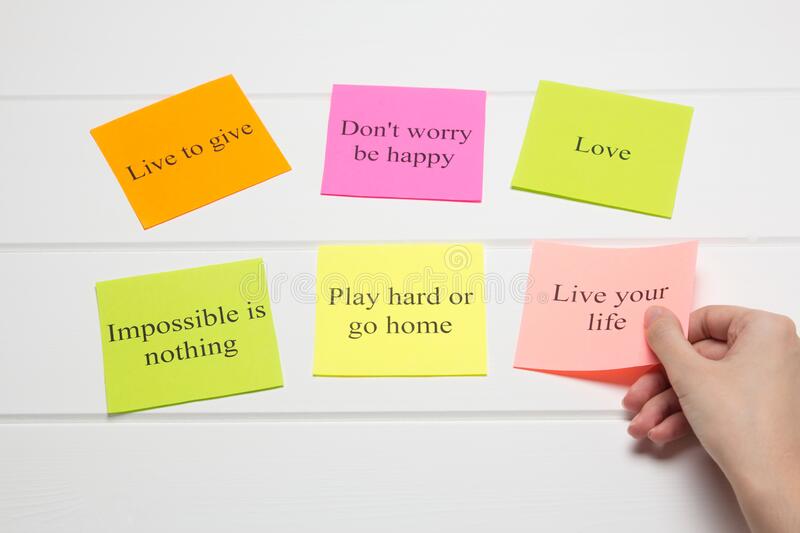 Live to give
Don't worry
be happy
Love
Impossible is
nothing
Play hard or
go home
Live your
life
dreamstime